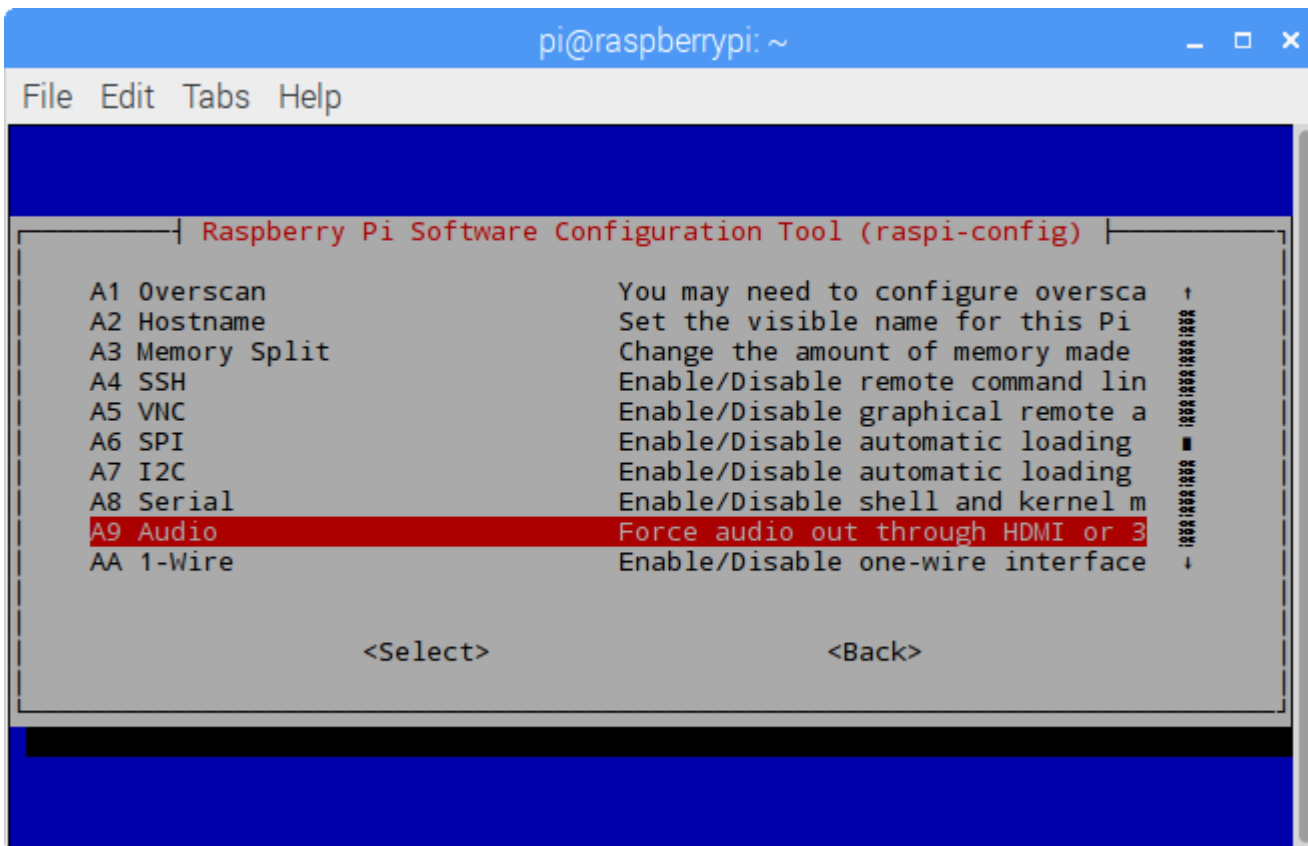 pi@raspberrypi: ~
File Edit Tabs Help
Raspberry Pi Software Configuration Tool (raspi-config)
A1 Overscan You may need to configure oversca
A2 Hostname Set the visible name for this Pi
A3 Memory Split Change the amount of memory made
A4 SSH Enable/Disable remote command lin
A5 VNC Enable/Disable graphical remote a
A6 SPI Enable/Disable automatic loading
A7 I2C Enable/Disable automatic loading
A8 Serial Enable/Disable shell and kernel m
A9 Audio Force audio out through HDMI or 3
AA 1-Wire Enable/Disable one-wire interface
<Select> <Back>